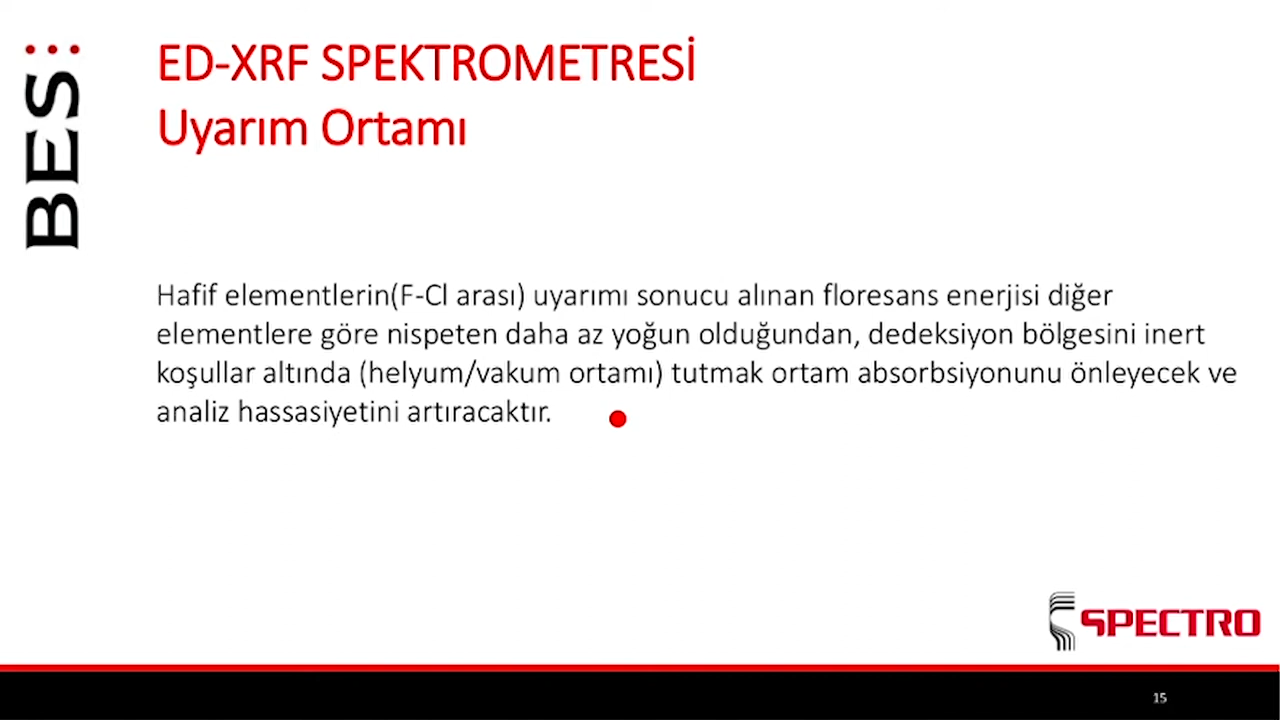 BES
ED-XRF SPEKTROMETRESİ
Uyarım Ortamı
Hafif elementlerin(F-Cl arası) uyarımı sonucu alınan floresans enerjisi diğer
elementlere göre nispeten daha az yoğun olduğundan, dedeksiyon bölgesini inert
koşullar altında (helyum/vakum ortamı) tutmak ortam absorbsiyonunu önleyecek ve
analiz hassasiyetini artıracaktır.
SPECTRO
15